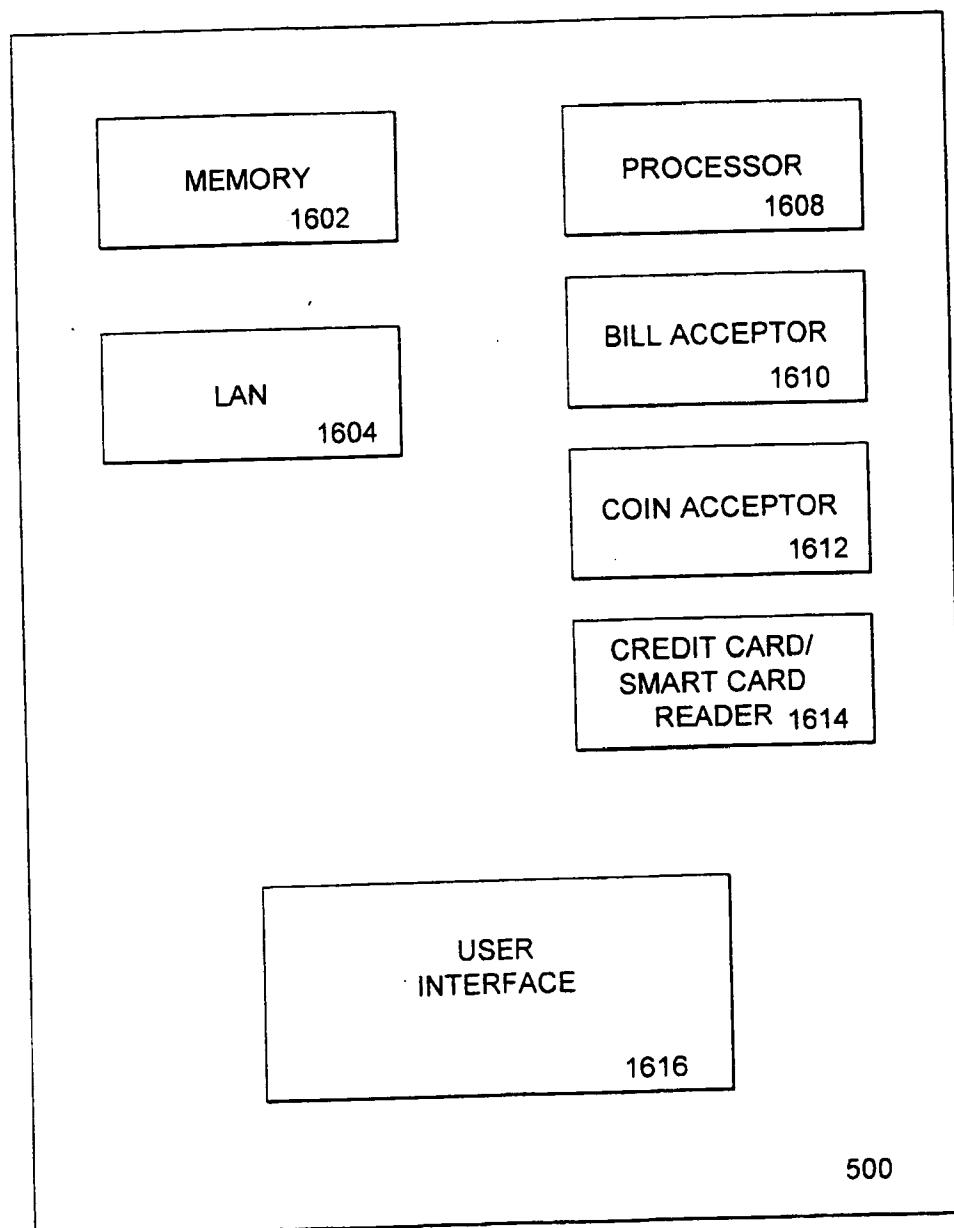 MEMORY
1602
PROCESSOR
1608
LAN
1604
BILL ACCEPTOR
1610
COIN ACCEPTOR
1612
CREDIT CARD/
SMART CARD
READER 1614
USER
INTERFACE
1616
500